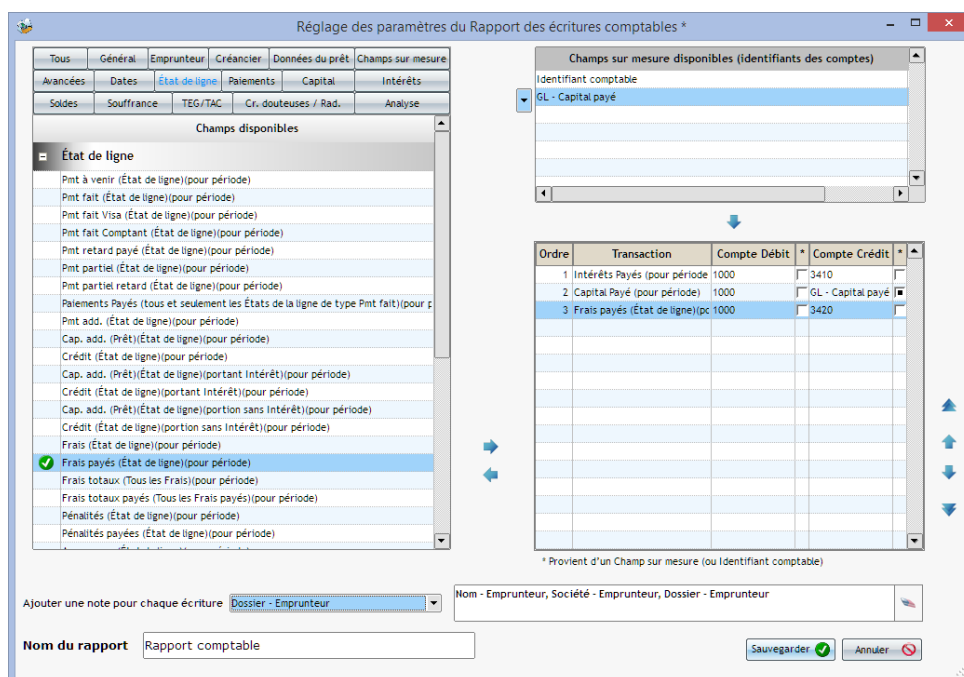 Réglage des paramètres du Rapport des écritures comptables *
Tous Général Emprunteur Créancier Données du prêt Champs sur mesure
Avancées Dates État de ligne Paiements Capital Intérêts
Soldes Souffrance TEG/TAC Cr. douteuses / Rad. Analyse
Champs disponibles
État de ligne
Pmt à venir (État de ligne)(pour période)
Pmt fait (État de ligne)(pour période)
Pmt fait Visa (État de ligne)(pour période)
Pmt fait Comptant (État de ligne)(pour période)
Pmt retard payé (État de ligne)(pour période)
Pmt partiel (État de ligne)(pour période)
Pmt partiel retard (État de ligne)(pour période)
Paiements Payés (tous et seulement les États de la ligne de type Pmt fait)(pour p
Pmt add. (État de ligne)(pour période)
Cap. add. (Prêt)(État de ligne)(pour période)
Crédit (État de ligne)(pour période)
Cap. add. (Prêt)(État de ligne)(portant Intérêt)(pour période)
Crédit (État de ligne)(portant Intérêt)(pour période)
Cap. add. (Prêt)(État de ligne)(portion sans Intérêt)(pour période)
Crédit (État de ligne)(portion sans Intérêt)(pour période)
Frais (État de ligne)(pour période)
Frais payés (État de ligne)(pour période)
Frais totaux (Tous les Frais)(pour période)
Frais totaux payés (Tous les Frais payés)(pour période)
Pénalités (État de ligne)(pour période)
Pénalités payées (État de ligne)(pour période)
Champs sur mesure disponibles (identifiants des comptes)
Identifiant comptable
GL - Capital payé
Ordre Transaction Compte Débit * Compte Crédit *
1 Intérêts Payés (pour période 1000 3410
2 Capital Payé (pour période) 1000 GL - Capital payé
3 Frais payés (État de ligne)(pc 1000 3420
* Provient d'un Champ sur mesure (ou Identifiant comptable)
Ajouter une note pour chaque écriture Dossier - Emprunteur
Nom - Emprunteur, Société - Emprunteur, Dossier - Emprunteur
Nom du rapport Rapport comptable
Sauvegarder Annuler